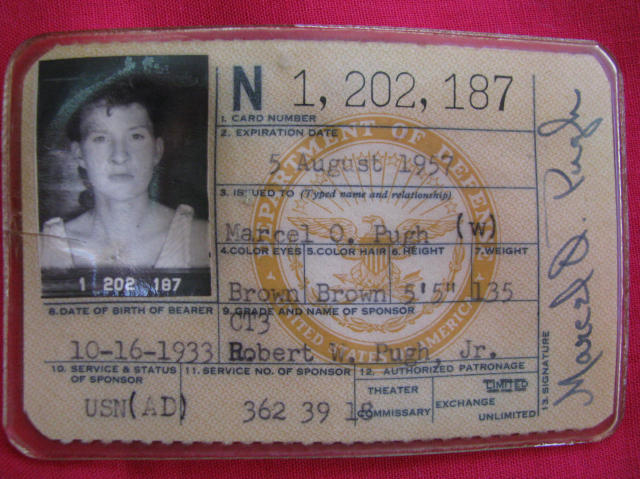 N 1,202,187
1. CARD NUMBER
2. EXPIRATION DATE
5 August 1957
3. ISSUED TO (Typed name and relationship)
Marcel O. Pugh (W)
4. COLOR EYES 5. COLOR HAIR 6. HEIGHT 7. WEIGHT
Brown Brown 5'5" 135
1 202 187
8. DATE OF BIRTH OF BEARER 9. GRADE AND NAME OF SPONSOR
CT3
10-16-1933 Robert W. Pugh, Jr.
10. SERVICE & STATUS OF SPONSOR 11. SERVICE NO. OF SPONSOR 12. AUTHORIZED PATRONAGE
USN(AD) 362 39 18
THEATER
COMMISSARY
EXCHANGE
LIMITED
UNLIMITED
13. SIGNATURE
Marcel O. Pugh
DEPARTMENT OF DEFENSE
UNITED STATES OF AMERICA